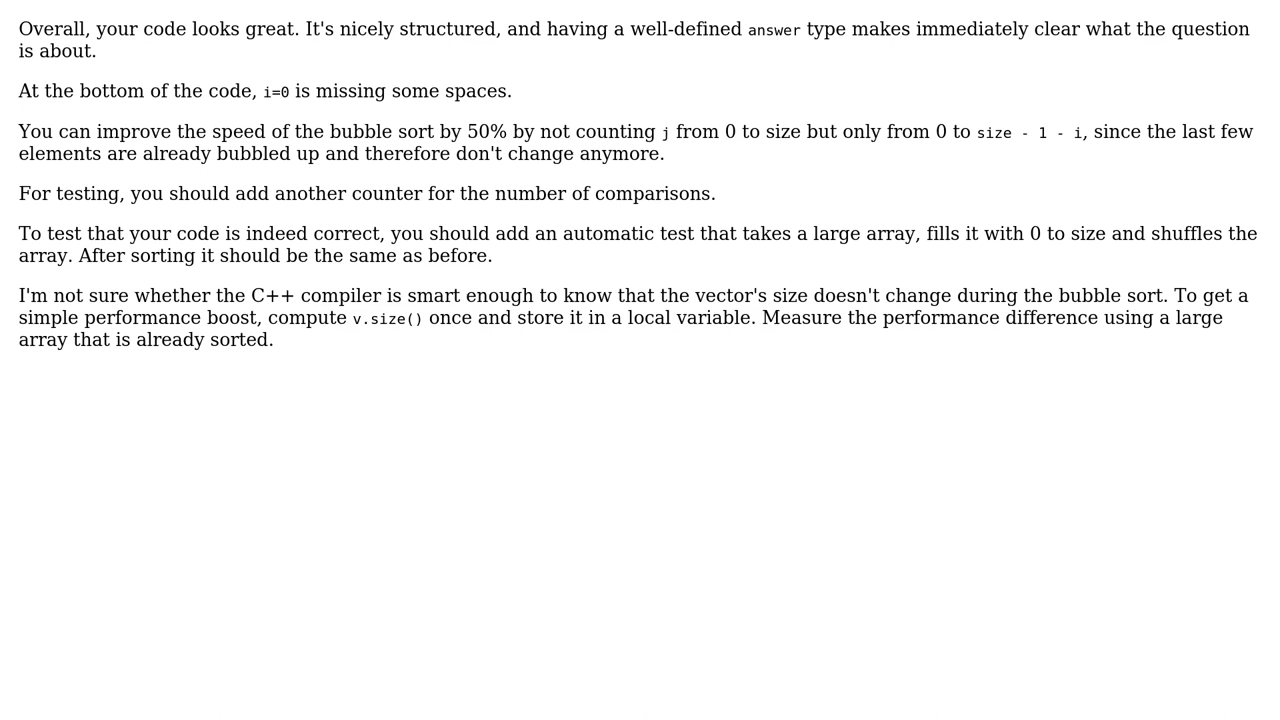 Overall, your code looks great. It's nicely structured, and having a well-defined answer type makes immediately clear what the question
is about.
At the bottom of the code, i=0 is missing some spaces.
You can improve the speed of the bubble sort by 50% by not counting j from 0 to size but only from 0 to size - 1 - i, since the last few
elements are already bubbled up and therefore don't change anymore.
For testing, you should add another counter for the number of comparisons.
To test that your code is indeed correct, you should add an automatic test that takes a large array, fills it with 0 to size and shuffles the
array. After sorting it should be the same as before.
I'm not sure whether the C++ compiler is smart enough to know that the vector's size doesn't change during the bubble sort. To get a
simple performance boost, compute v.size() once and store it in a local variable. Measure the performance difference using a large
array that is already sorted.